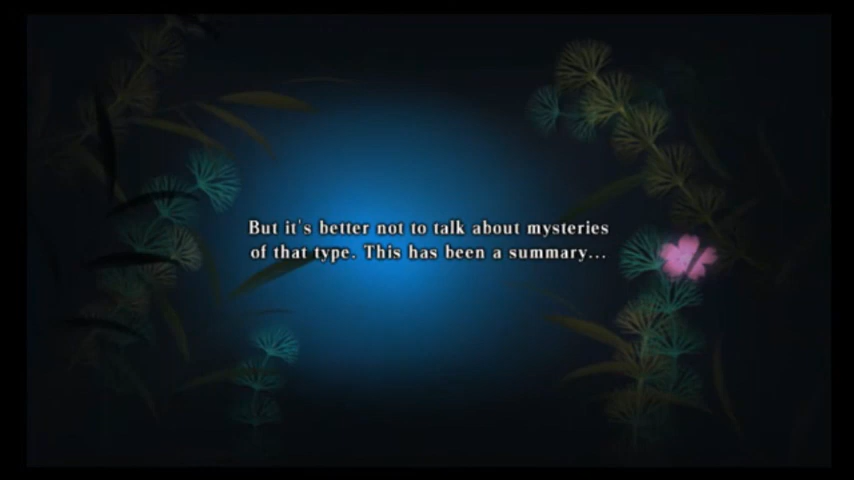 But it's better not to talk about mysteries
of that type. This has been a summary...